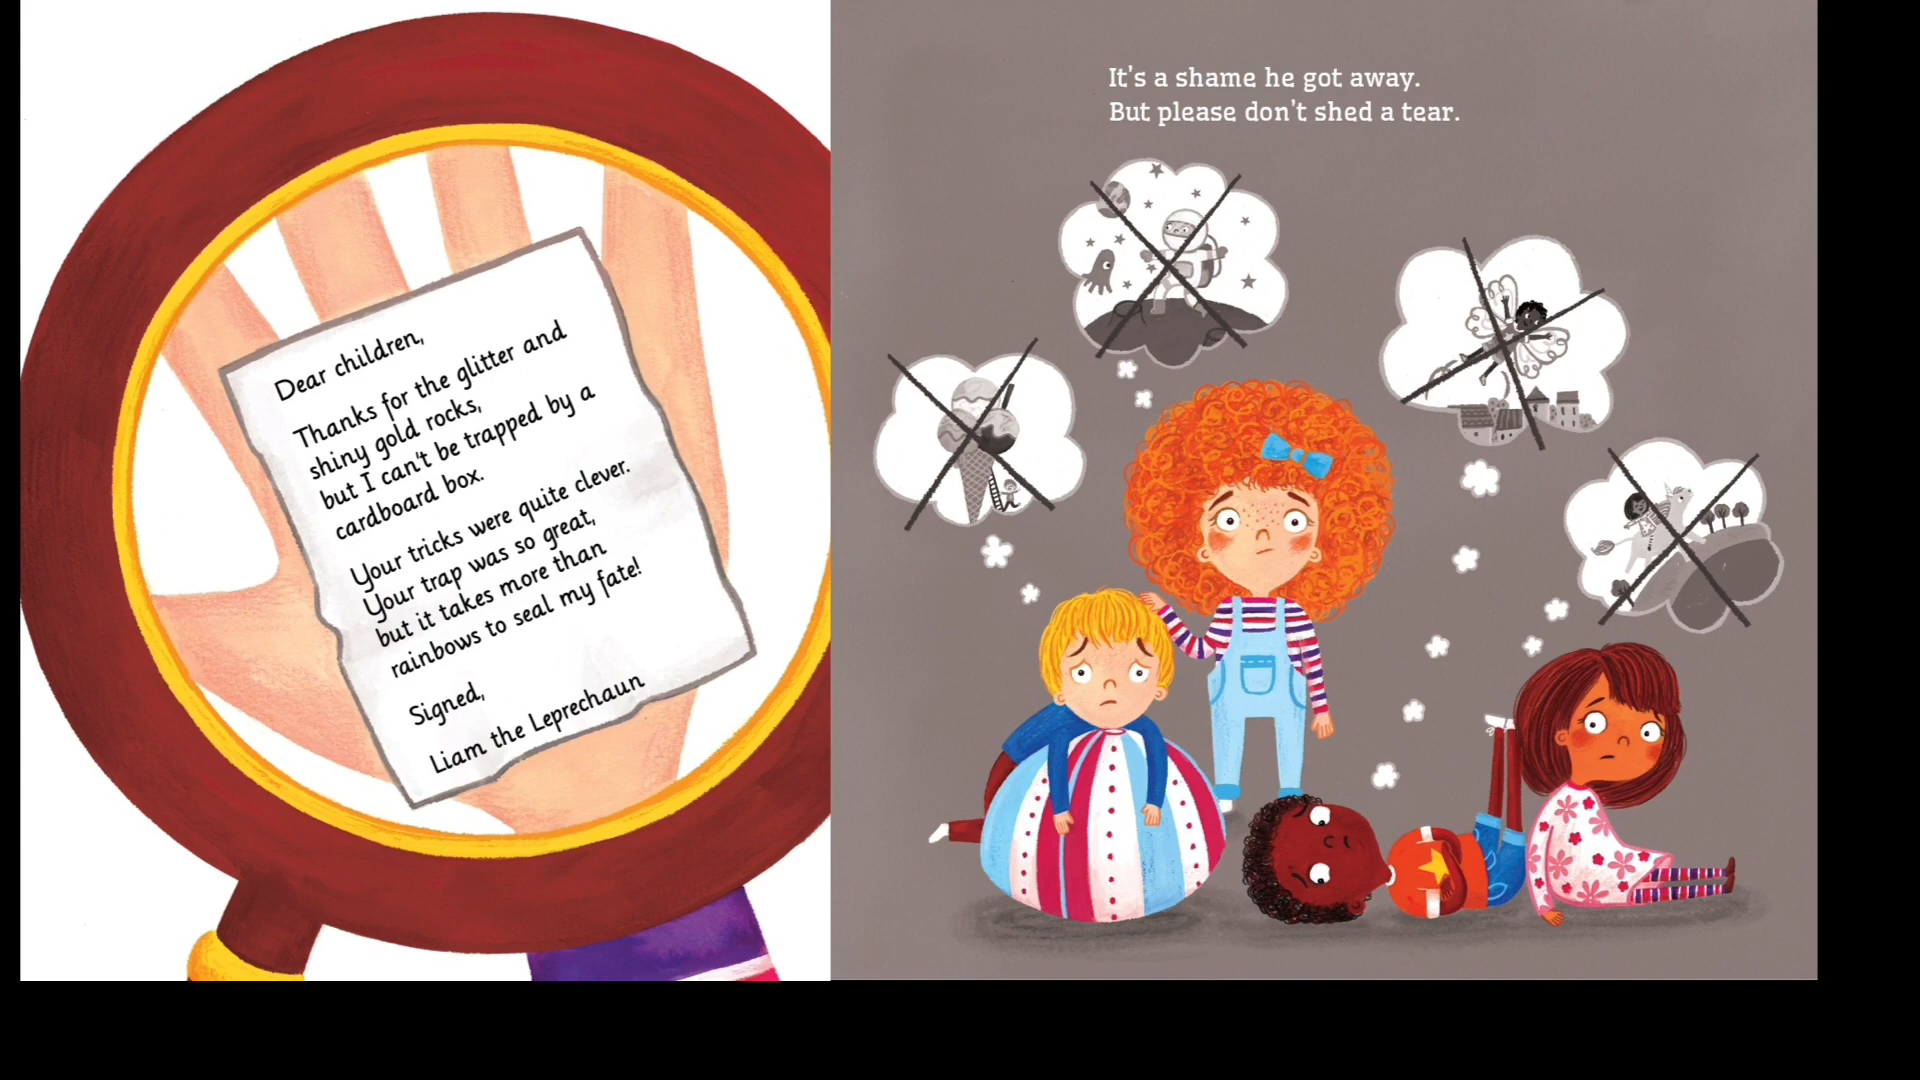 Dear children,
Thanks for the glitter and
shiny gold rocks,
but I can't be trapped by a
cardboard box.
Your tricks were quite clever.
Your trap was so great,
but it takes more than
rainbows to seal my fate!
Signed,
Liam the Leprechaun
It's a shame he got away.
But please don't shed a tear.